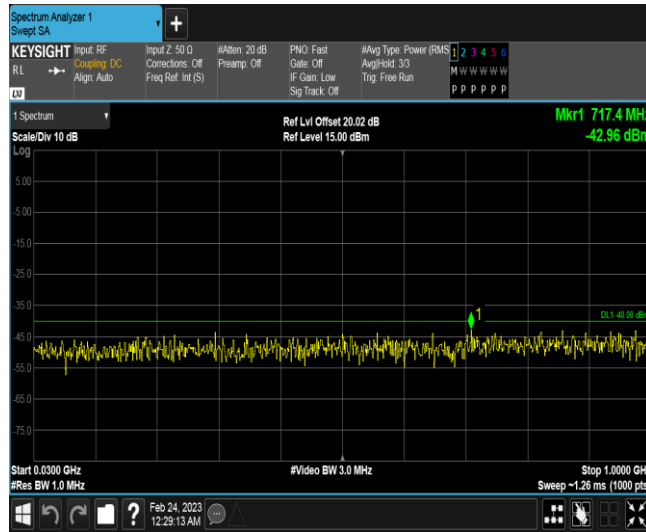 Spectrum Analyzer 1
Swept SA
+
KEYSIGHT
RL
LXI
Input: RF
Coupling: DC
Align: Auto
Input Z: 50 Ω
Corrections: Off
Freq Ref: Int (S)
#Atten: 20 dB
Preamp: Off
PNO: Fast
Gate: Off
IF Gain: Low
Sig Track: Off
#Avg Type: Power (RMS
Avg|Hold: 3/3
Trig: Free Run
1 2 3 4 5 6
M W W W W W
P P P P P P
1 Spectrum
Scale/Div 10 dB
Ref Lvl Offset 20.02 dB
Ref Level 15.00 dBm
Mkr1 717.4 MHz
-42.96 dBm
Log
5.00
-5.00
-15.0
-25.0
-35.0
1
DL1 -40.00 dBm
-45.0
-55.0
-65.0
-75.0
Start 0.0300 GHz
#Video BW 3.0 MHz
Stop 1.0000 GH
#Res BW 1.0 MHz
Sweep ~1.26 ms (1000 pts
?
Feb 24, 2023
12:29:13 AM